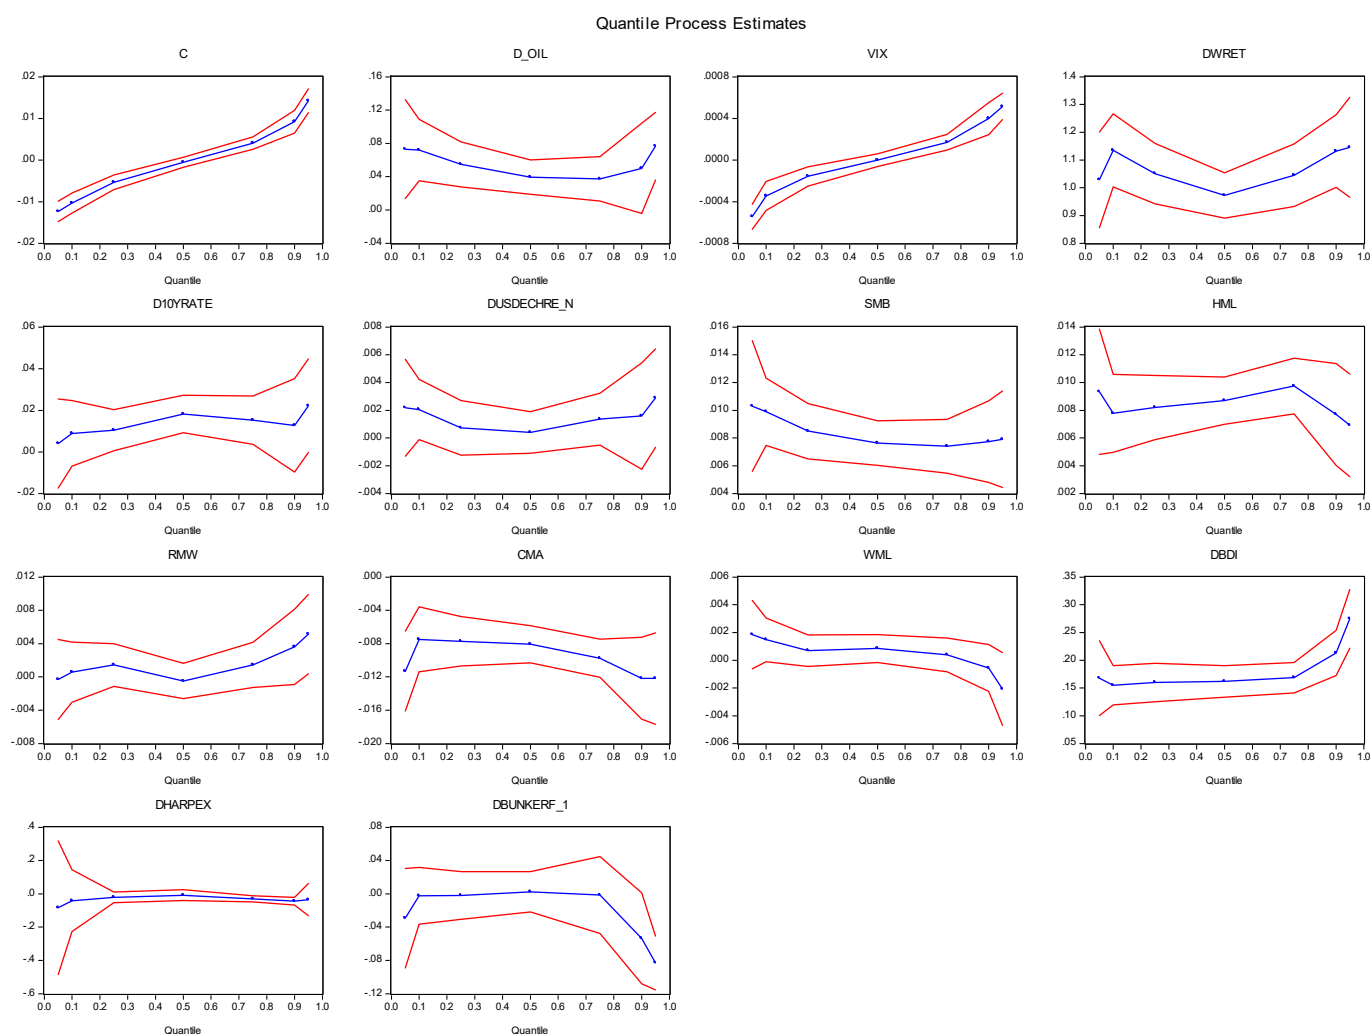 Quantile Process Estimates
C
.02
.01
.00
-.01
-.02
0.0 0.1 0.2 0.3 0.4 0.5 0.6 0.7 0.8 0.9 1.0
Quantile
D_OIL
.16
.12
.08
.04
.00
-.04
0.0 0.1 0.2 0.3 0.4 0.5 0.6 0.7 0.8 0.9 1.0
Quantile
VIX
.0008
.0004
.0000
-.0004
-.0008
0.0 0.1 0.2 0.3 0.4 0.5 0.6 0.7 0.8 0.9 1.0
Quantile
DWRET
1.4
1.3
1.2
1.1
1.0
0.9
0.8
0.0 0.1 0.2 0.3 0.4 0.5 0.6 0.7 0.8 0.9 1.0
Quantile
D10YRATE
.06
.04
.02
.00
-.02
0.0 0.1 0.2 0.3 0.4 0.5 0.6 0.7 0.8 0.9 1.0
Quantile
DUSDECHRE_N
.008
.006
.004
.002
.000
-.002
-.004
0.0 0.1 0.2 0.3 0.4 0.5 0.6 0.7 0.8 0.9 1.0
Quantile
SMB
.016
.014
.012
.010
.008
.006
.004
0.0 0.1 0.2 0.3 0.4 0.5 0.6 0.7 0.8 0.9 1.0
Quantile
HML
.014
.012
.010
.008
.006
.004
.002
0.0 0.1 0.2 0.3 0.4 0.5 0.6 0.7 0.8 0.9 1.0
Quantile
RMW
.012
.008
.004
.000
-.004
-.008
0.0 0.1 0.2 0.3 0.4 0.5 0.6 0.7 0.8 0.9 1.0
Quantile
CMA
.000
-.004
-.008
-.012
-.016
-.020
0.0 0.1 0.2 0.3 0.4 0.5 0.6 0.7 0.8 0.9 1.0
Quantile
WML
.006
.004
.002
.000
-.002
-.004
-.006
0.0 0.1 0.2 0.3 0.4 0.5 0.6 0.7 0.8 0.9 1.0
Quantile
DBDI
.35
.30
.25
.20
.15
.10
.05
0.0 0.1 0.2 0.3 0.4 0.5 0.6 0.7 0.8 0.9 1.0
Quantile
DHARPEX
.4
.2
.0
-.2
-.4
-.6
0.0 0.1 0.2 0.3 0.4 0.5 0.6 0.7 0.8 0.9 1.0
Quantile
DBUNKERF_1
.08
.04
.00
-.04
-.08
-.12
0.0 0.1 0.2 0.3 0.4 0.5 0.6 0.7 0.8 0.9 1.0
Quantile